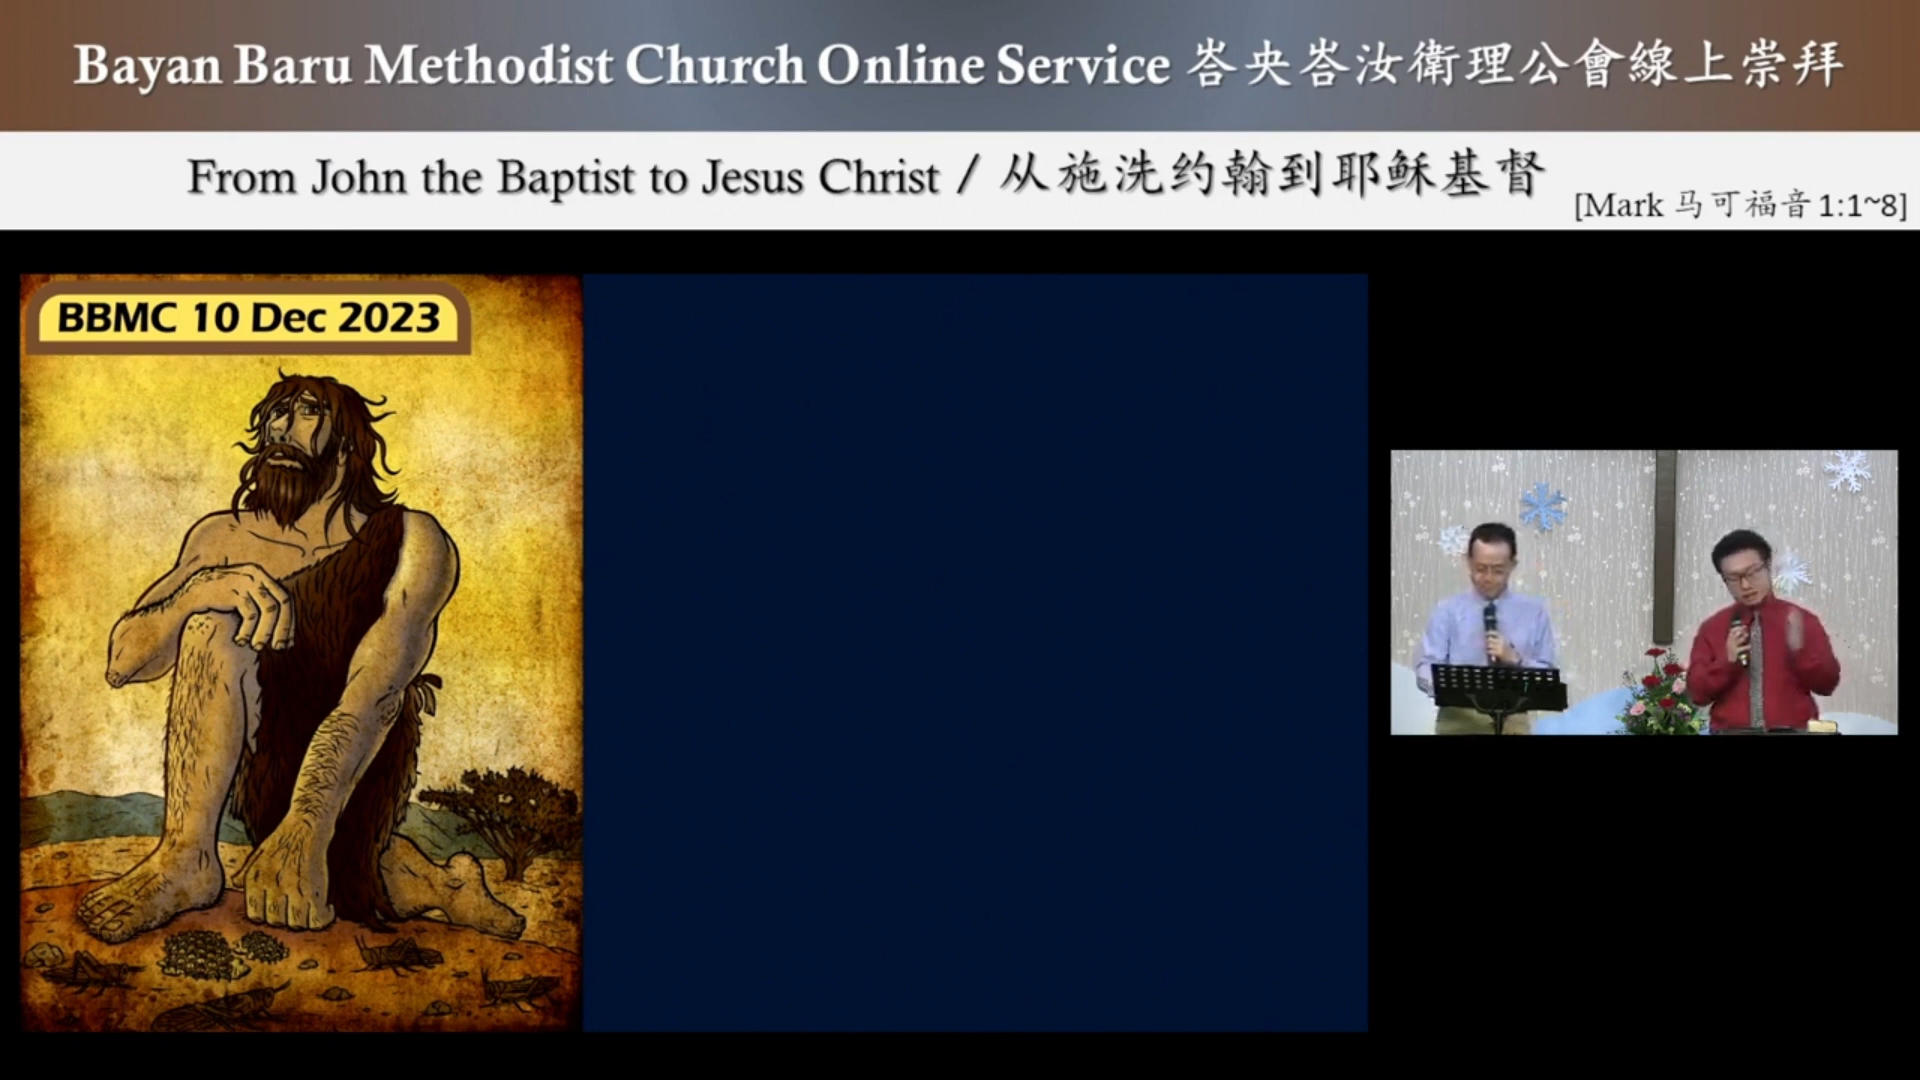 Bayan Baru Methodist Church Online Service 峇央峇汝衛理公會線上崇拜
From John the Baptist to Jesus Christ / 从施洗约翰到耶稣基督
[Mark 马可福音 1:1~8]
BBMC 10 Dec 2023